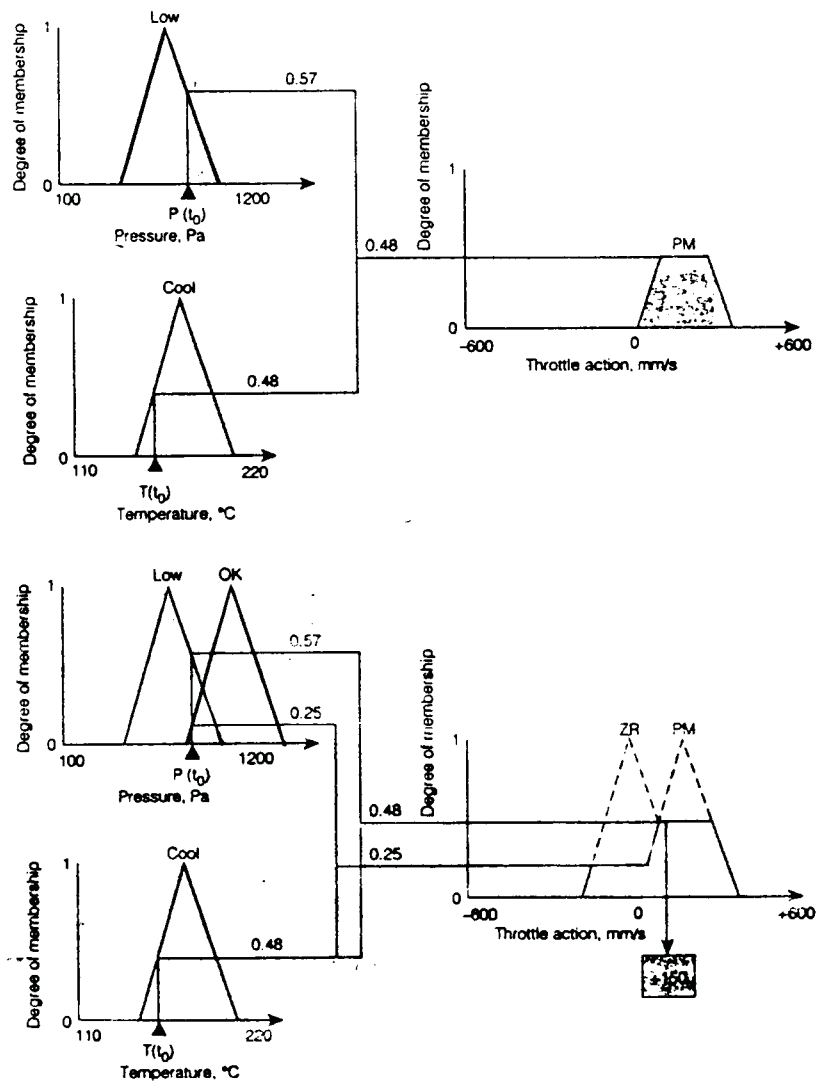 Low
Degree of membership
1
0.57
0
100
1200
P (t0)
Pressure, Pa
Degree of membership
1
0.48
PM
0
-600
0
+600
Throttle action, mm/s
Cool
Degree of membership
1
0.48
0
110
220
T(t0)
Temperature, °C
Low OK
Degree of membership
1
0.57
0.25
0
100
1200
P (t0)
Pressure, Pa
Degree of membership
ZR PM
1
0.48
0.25
0
-600
0
+600
Throttle action, mm/s
Cool
Degree of membership
1
0.48
0
110
220
T(t0)
Temperature, °C